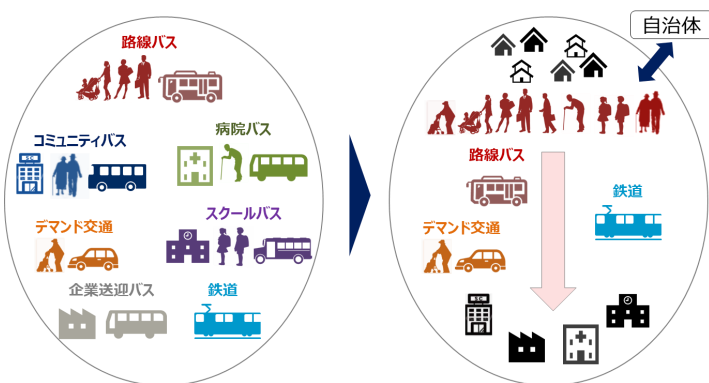 路線バス
コミュニティバス
病院バス
SC
デマンド交通
スクールバス
企業送迎バス
鉄道
自治体
路線バス
鉄道
デマンド交通
SC